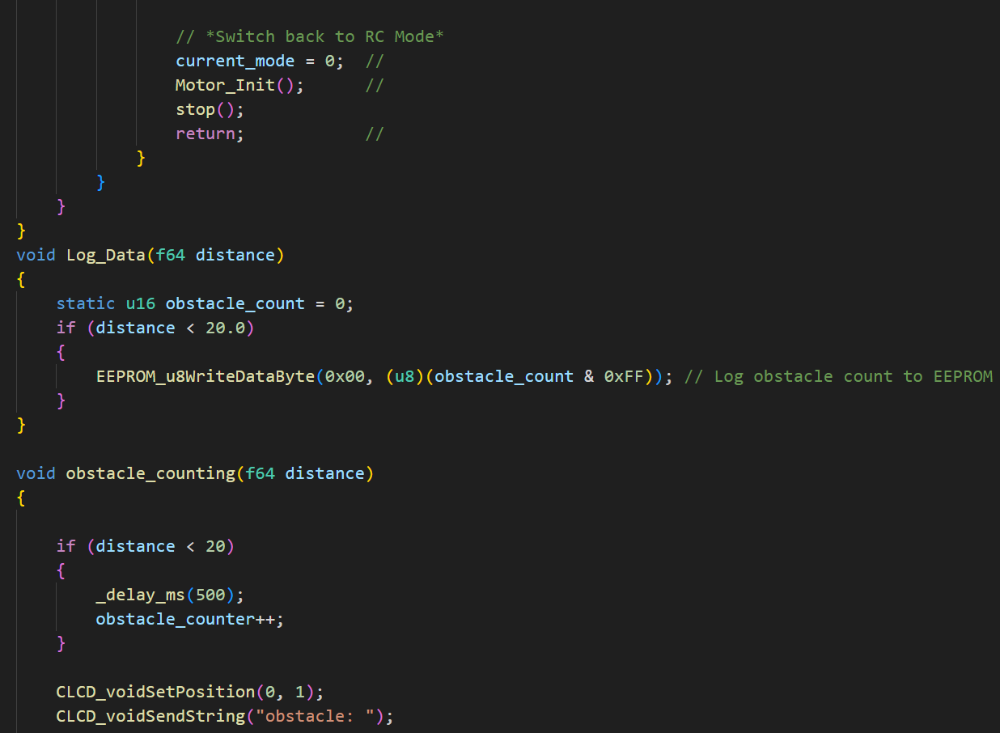 // *Switch back to RC Mode*
            current_mode = 0;  //
            Motor_Init();      //
            stop();
            return;            //
            }
        }
    }
}
void Log_Data(f64 distance)
{
    static u16 obstacle_count = 0;
    if (distance < 20.0)
    {
        EEPROM_u8WriteDataByte(0x00, (u8)(obstacle_count & 0xFF)); // Log obstacle count to EEPROM
    }
}

void obstacle_counting(f64 distance)
{

    if (distance < 20)
    {
        _delay_ms(500);
        obstacle_counter++;
    }

    CLCD_voidSetPosition(0, 1);
    CLCD_voidSendString("obstacle: ");